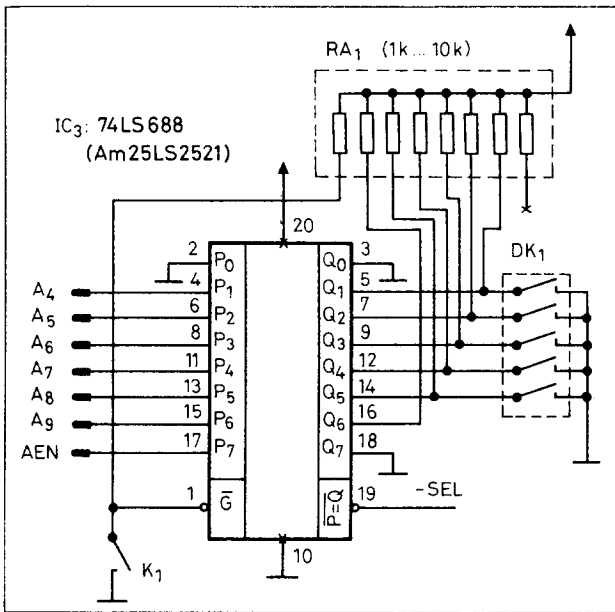 RA1 (1k...10k)
IC3: 74LS688
(Am25LS2521)
20
DK1
2 P0 Q0 3
A4 4 P1 Q1 5
A5 6 P2 Q2 7
A6 8 P3 Q3 9
A7 11 P4 Q4 12
A8 13 P5 Q5 14
A9 15 P6 Q6 16
AEN 17 P7 Q7 18
1 G̅ P̅=̅Q̅ 19 -SEL
10
K1